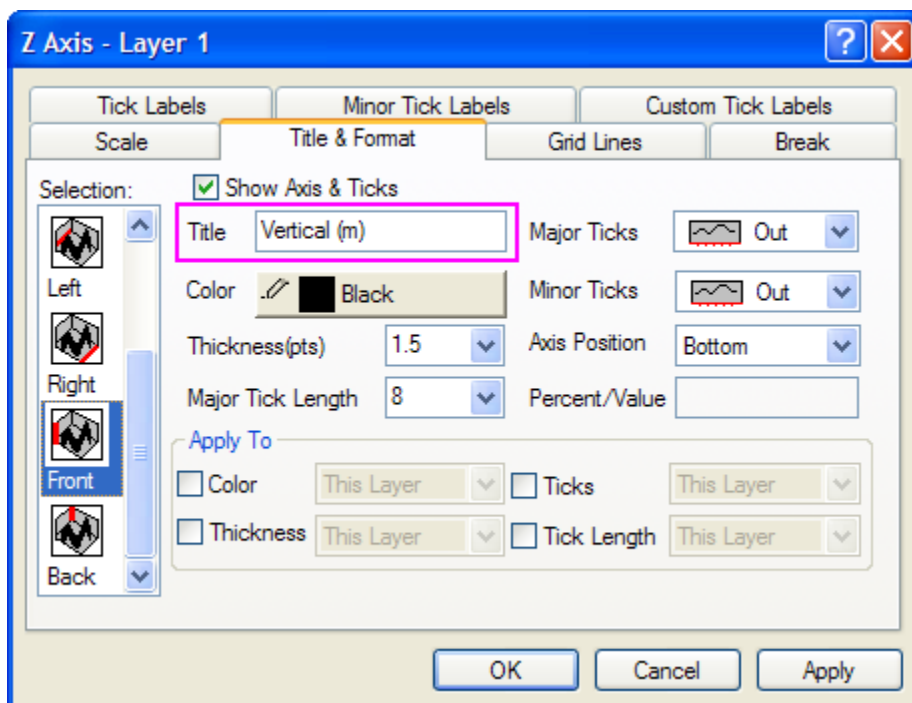 Z Axis - Layer 1
?
Tick Labels Minor Tick Labels Custom Tick Labels
Scale Title & Format Grid Lines Break
Selection:
Left
Right
Front
Back
Show Axis & Ticks
Title Vertical (m) Major Ticks Out
Color Black Minor Ticks Out
Thickness(pts) 1.5 Axis Position Bottom
Major Tick Length 8 Percent/Value
Apply To
Color This Layer Ticks This Layer
Thickness This Layer Tick Length This Layer
OK Cancel Apply